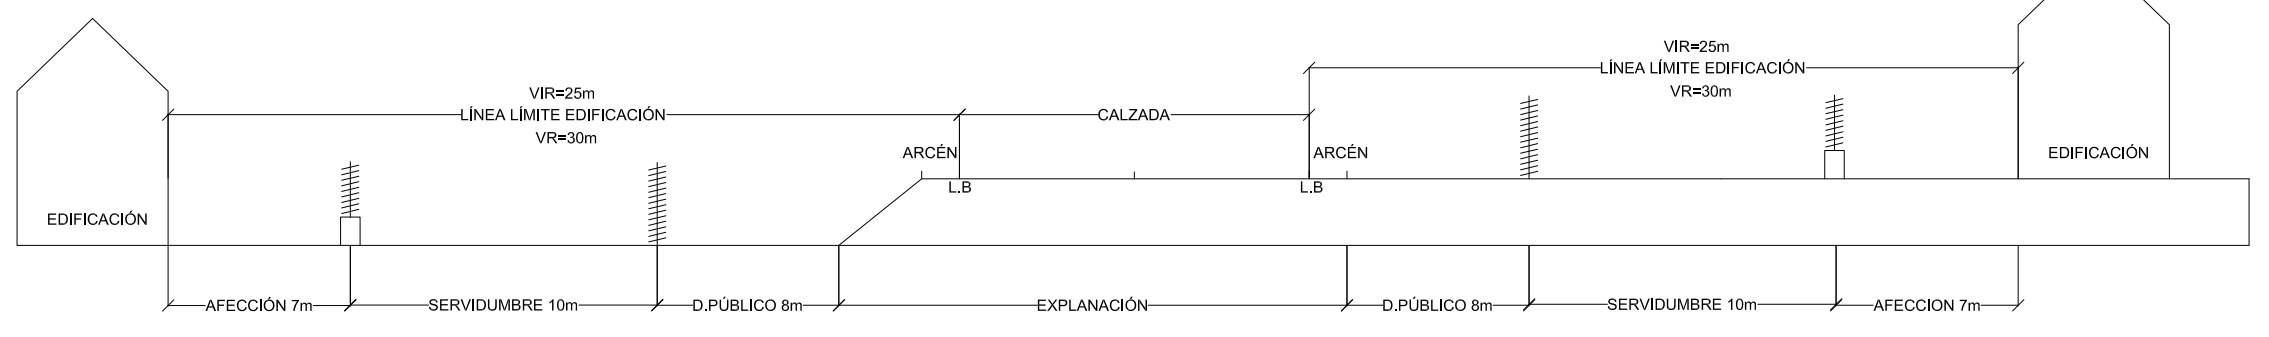 VIR=25m
LÍNEA LÍMITE EDIFICACIÓN
VR=30m
VIR=25m
LÍNEA LÍMITE EDIFICACIÓN
VR=30m
CALZADA
ARCÉN
ARCÉN
EDIFICACIÓN
L.B
L.B
EDIFICACIÓN
AFECCIÓN 7m
SERVIDUMBRE 10m
D.PÚBLICO 8m
EXPLANACIÓN
D.PÚBLICO 8m
SERVIDUMBRE 10m
AFECCION 7m